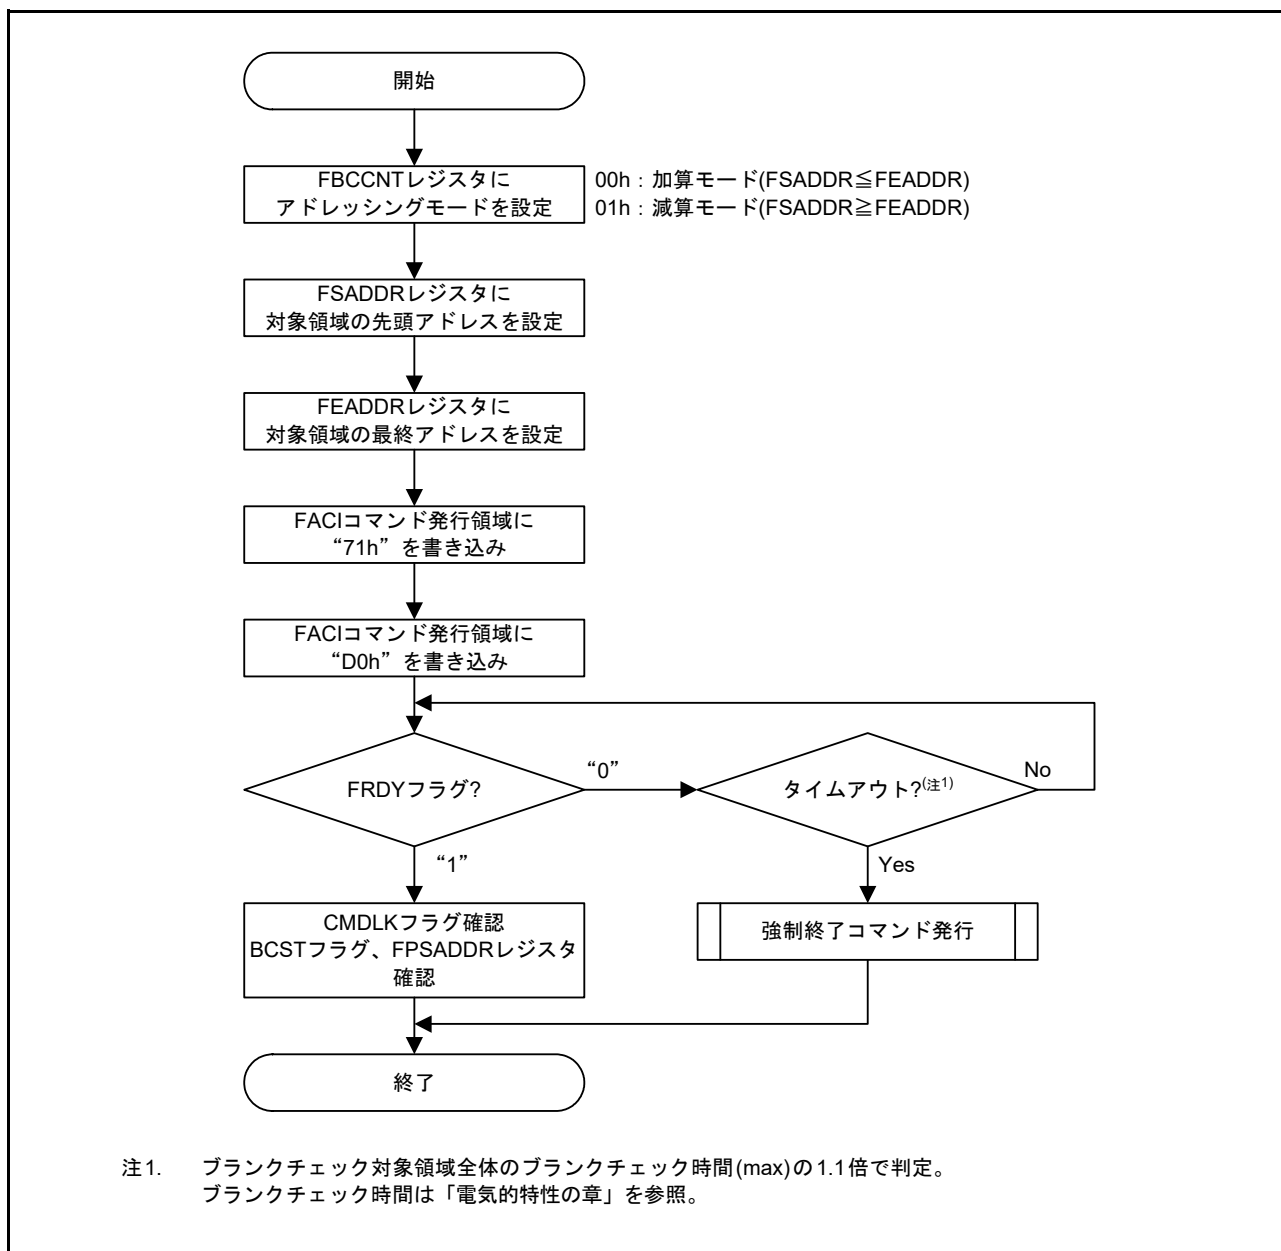 開始
FBCCNTレジスタに
アドレッシングモードを設定
00h：加算モード(FSADDR≦FEADDR)
01h：減算モード(FSADDR≧FEADDR)
FSADDRレジスタに
対象領域の先頭アドレスを設定
FEADDRレジスタに
対象領域の最終アドレスを設定
FACIコマンド発行領域に
“71h”を書き込み
FACIコマンド発行領域に
“D0h”を書き込み
FRDYフラグ?
“0”
タイムアウト?(注1)
No
“1”
Yes
CMDLKフラグ確認
BCSTフラグ、FPSADDRレジスタ
確認
強制終了コマンド発行
終了
注1. ブランクチェック対象領域全体のブランクチェック時間(max)の1.1倍で判定。
ブランクチェック時間は「電気的特性の章」を参照。